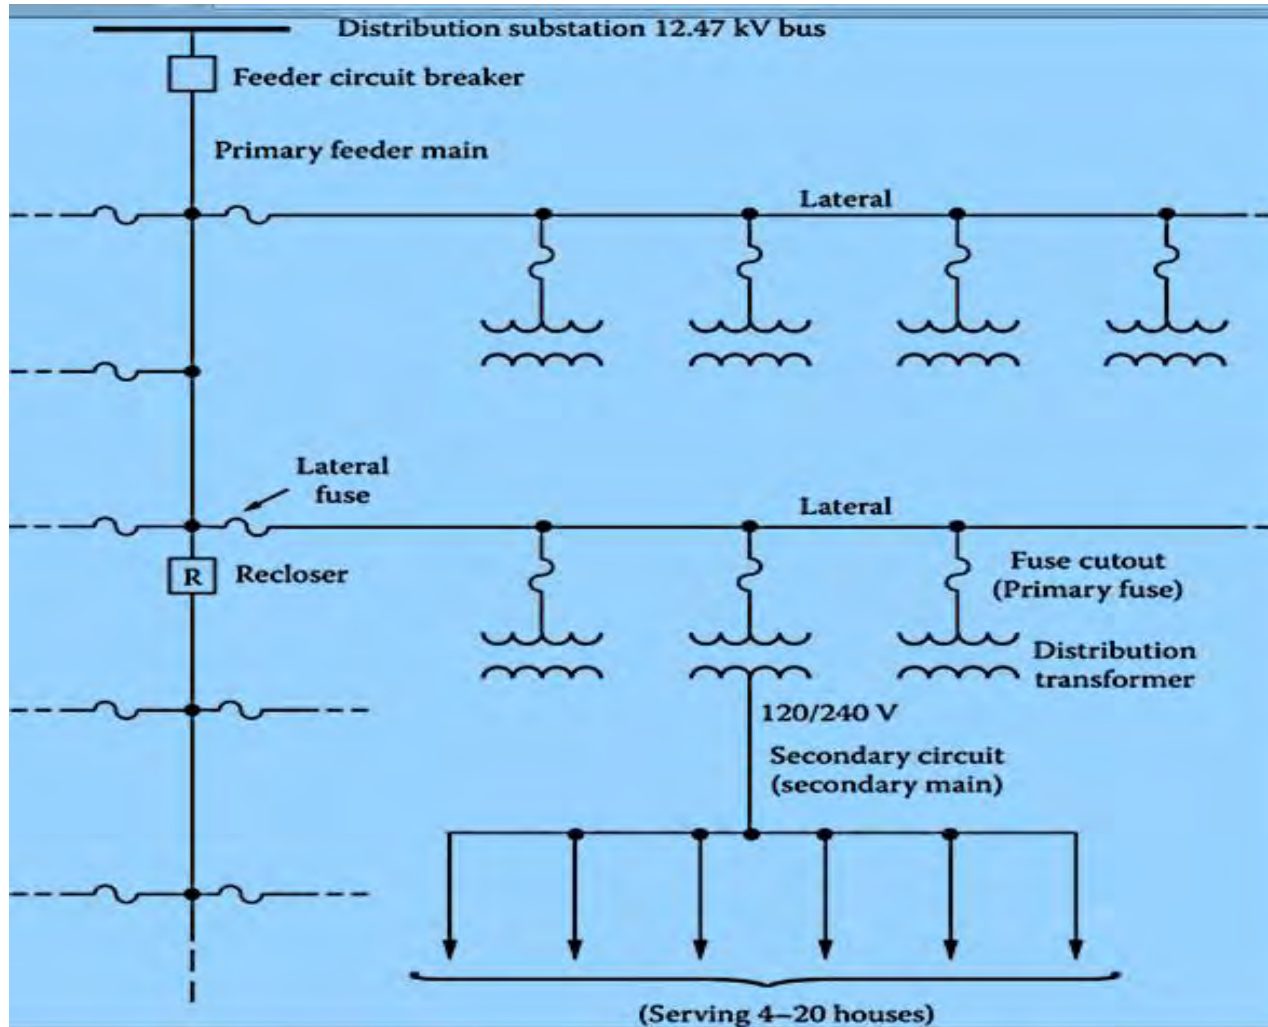 Distribution substation 12.47 kV bus
Feeder circuit breaker
Primary feeder main
Lateral
Lateral
fuse
Lateral
R
Recloser
Fuse cutout
(Primary fuse)
Distribution
transformer
120/240 V
Secondary circuit
(secondary main)
(Serving 4–20 houses)